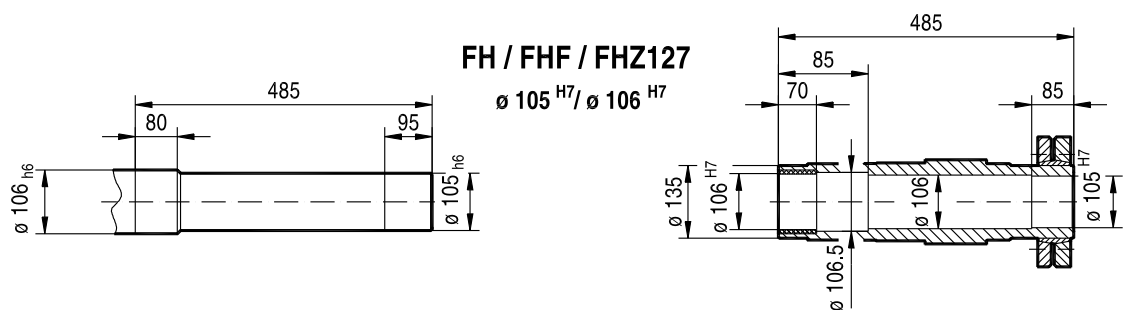 FH / FHF / FHZ127
ø 105 H7/ ø 106 H7
485
80
95
ø 106 h6
ø 105 h6
485
85
70
85
ø 135
ø 106 H7
ø 106.5
ø 106
ø 105 H7